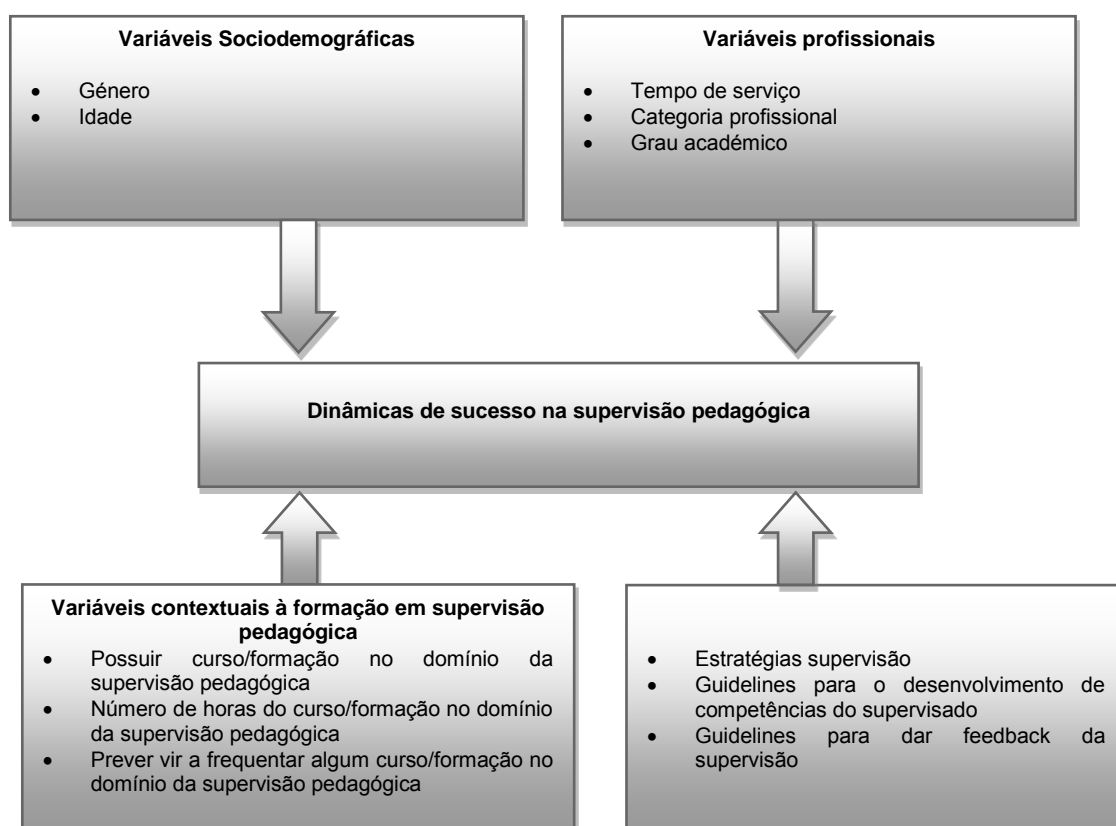 Variáveis Sociodemográficas
• Género
• Idade
Variáveis profissionais
• Tempo de serviço
• Categoria profissional
• Grau académico
Dinâmicas de sucesso na supervisão pedagógica
Variáveis contextuais à formação em supervisão
pedagógica
• Possuir curso/formação no domínio da
supervisão pedagógica
• Número de horas do curso/formação no domínio
da supervisão pedagógica
• Prever vir a frequentar algum curso/formação no
domínio da supervisão pedagógica
• Estratégias supervisão
• Guidelines para o desenvolvimento de
competências do supervisado
• Guidelines para dar feedback da
supervisão